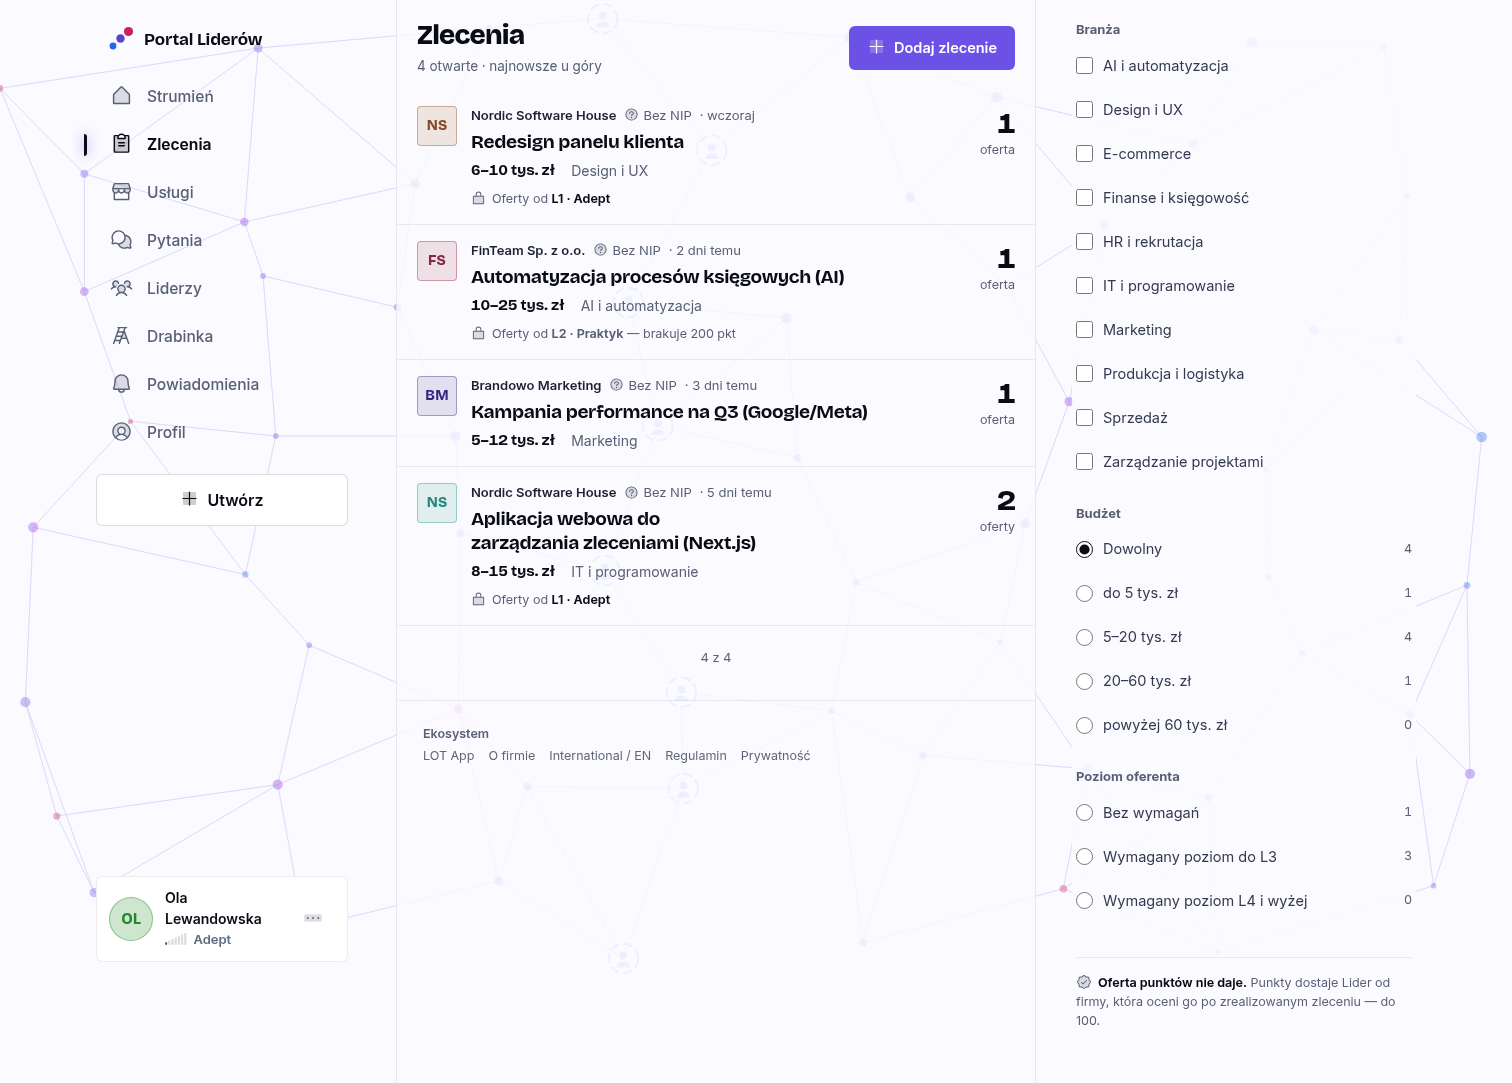 Portal Liderów
Strumień
Zlecenia
Usługi
Pytania
Liderzy
Drabinka
Powiadomienia
Profil
Utwórz
OL
Ola
Lewandowska
Adept
Zlecenia
4 otwarte · najnowsze u góry
Dodaj zlecenie
NS
Nordic Software House Bez NIP · wczoraj
Redesign panelu klienta
6–10 tys. zł Design i UX
Oferty od L1 · Adept
1
oferta
FS
FinTeam Sp. z o.o. Bez NIP · 2 dni temu
Automatyzacja procesów księgowych (AI)
10–25 tys. zł AI i automatyzacja
Oferty od L2 · Praktyk — brakuje 200 pkt
1
oferta
BM
Brandowo Marketing Bez NIP · 3 dni temu
Kampania performance na Q3 (Google/Meta)
5–12 tys. zł Marketing
1
oferta
NS
Nordic Software House Bez NIP · 5 dni temu
Aplikacja webowa do
zarządzania zleceniami (Next.js)
8–15 tys. zł IT i programowanie
Oferty od L1 · Adept
2
oferty
4 z 4
Ekosystem
LOT App O firmie International / EN Regulamin Prywatność
Branża
AI i automatyzacja
Design i UX
E-commerce
Finanse i księgowość
HR i rekrutacja
IT i programowanie
Marketing
Produkcja i logistyka
Sprzedaż
Zarządzanie projektami
Budżet
Dowolny 4
do 5 tys. zł 1
5–20 tys. zł 4
20–60 tys. zł 1
powyżej 60 tys. zł 0
Poziom oferenta
Bez wymagań 1
Wymagany poziom do L3 3
Wymagany poziom L4 i wyżej 0
Oferta punktów nie daje. Punkty dostaje Lider od
firmy, która oceni go po zrealizowanym zleceniu — do
100.